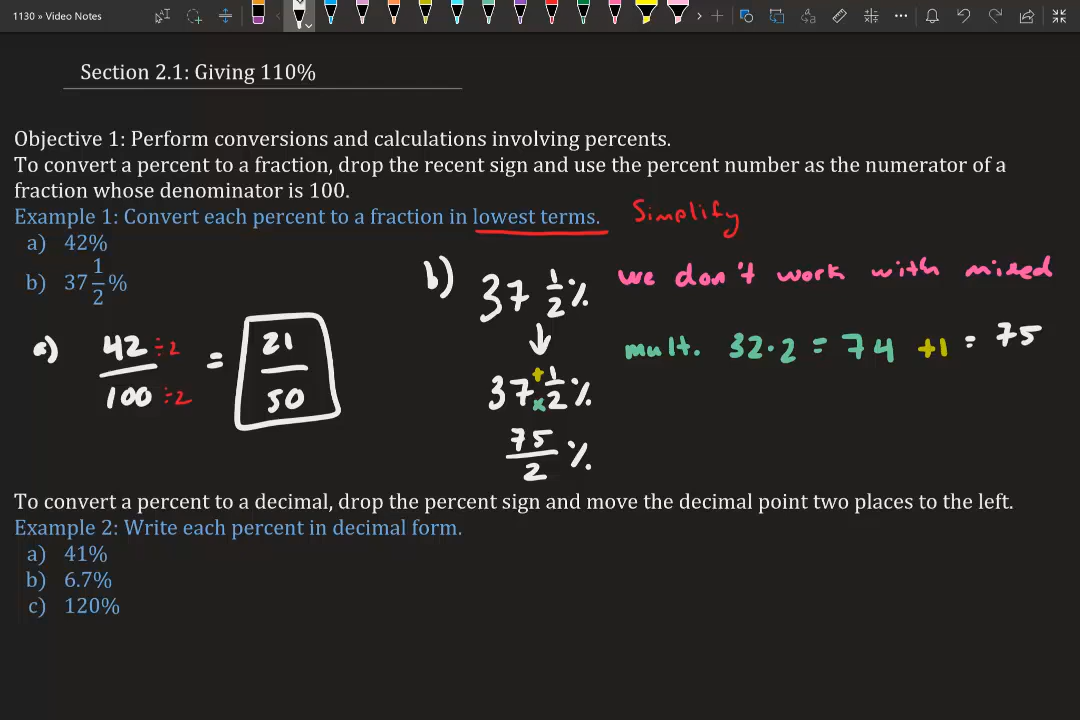 1130 » Video Notes
Section 2.1: Giving 110%
Objective 1: Perform conversions and calculations involving percents.
To convert a percent to a fraction, drop the recent sign and use the percent number as the numerator of a
fraction whose denominator is 100.
Example 1: Convert each percent to a fraction in lowest terms. Simplify
a) 42%
b) 37 1/2 %
a) 42 ÷2 / 100 ÷2 = 21/50
b) 37 1/2 %
we don't work with mixed
↓
mult. 32·2 = 74 +1 = 75
37 + 1/2 % ×
75/2 %
To convert a percent to a decimal, drop the percent sign and move the decimal point two places to the left.
Example 2: Write each percent in decimal form.
a) 41%
b) 6.7%
c) 120%